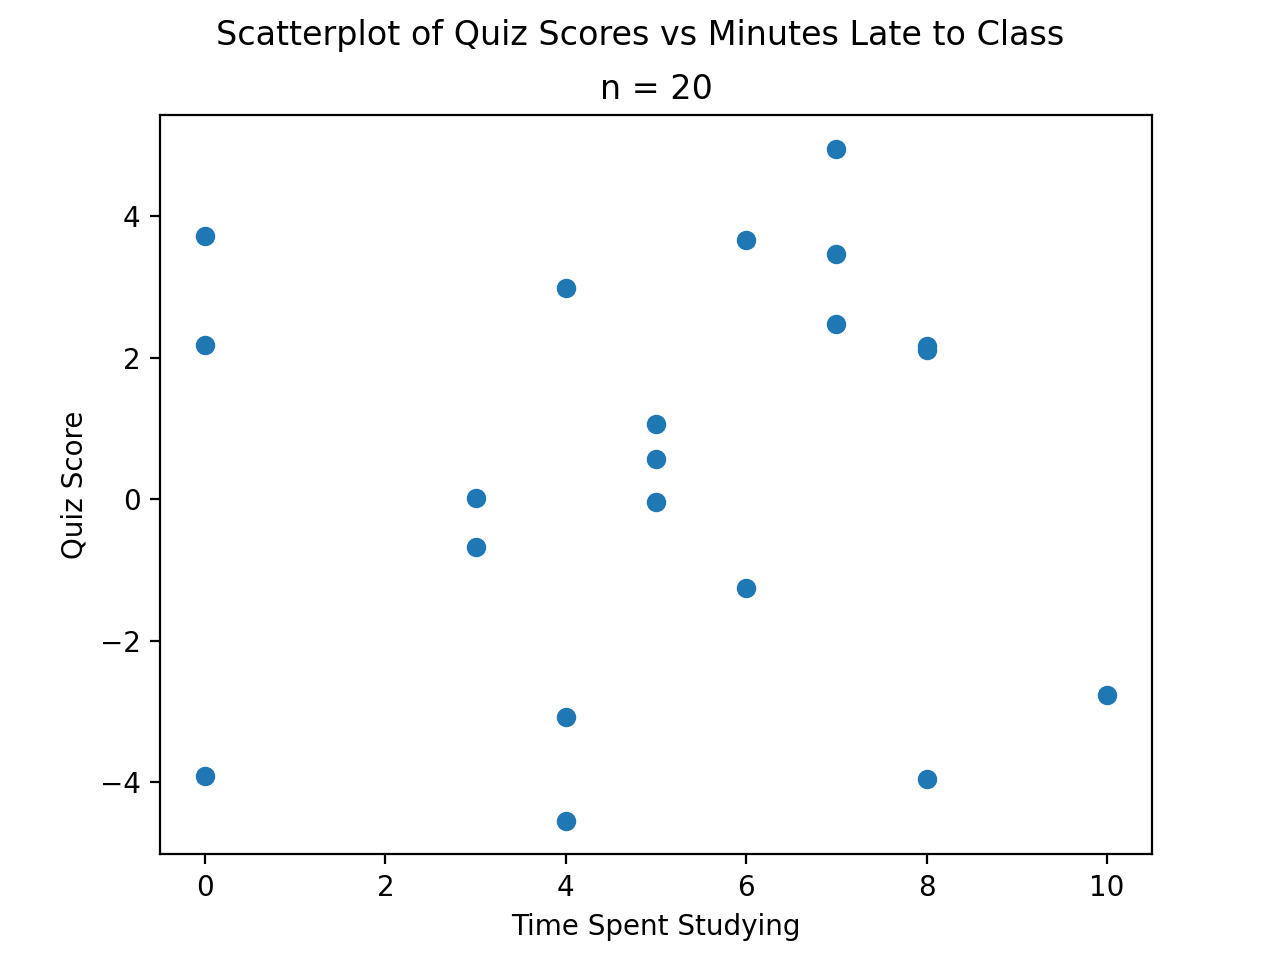 Scatterplot of Quiz Scores vs Minutes Late to Class
n = 20
4
2
0
−2
−4
Quiz Score
0 2 4 6 8 10
Time Spent Studying